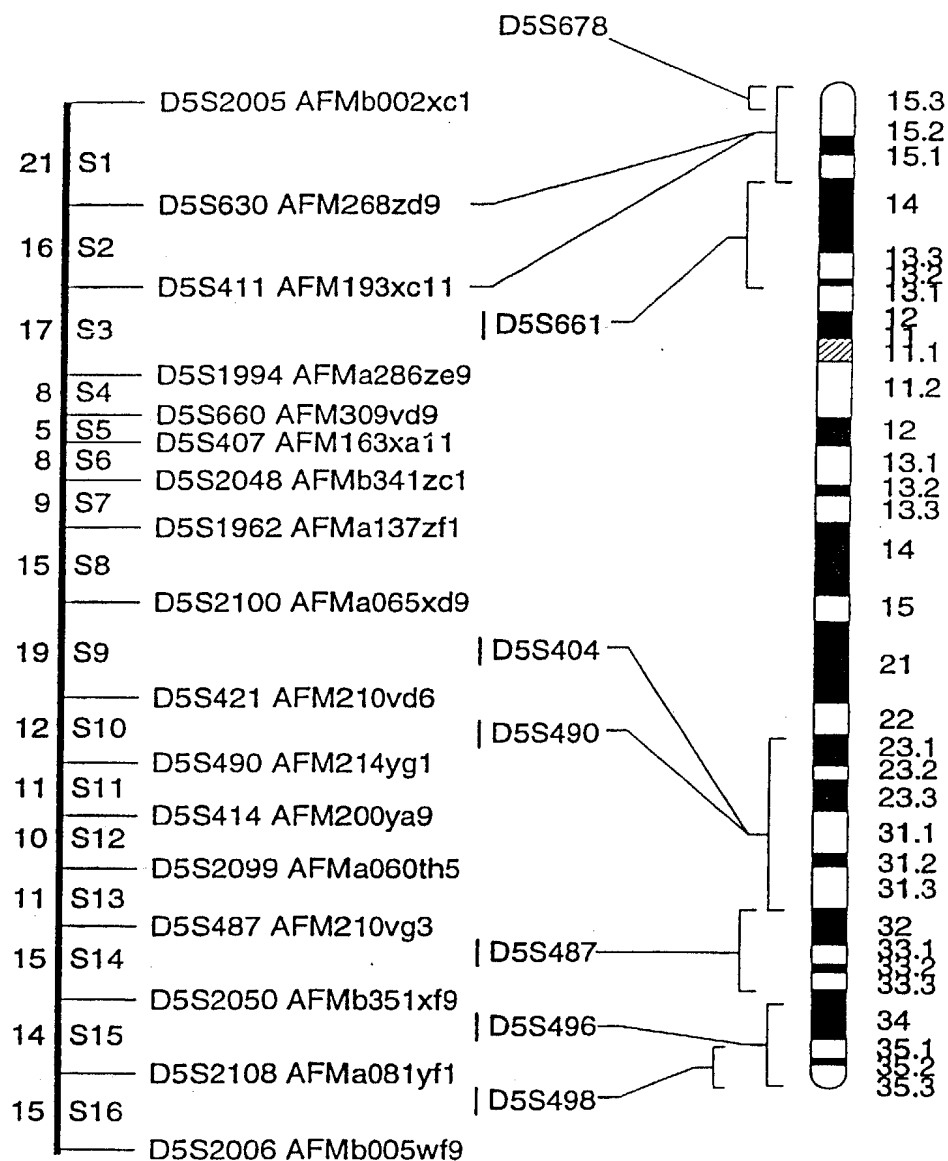 D5S678
D5S2005 AFMb002xc1
21 S1
D5S630 AFM268zd9
16 S2
D5S411 AFM193xc11
17 S3
D5S661
D5S1994 AFMa286ze9
8 S4
D5S660 AFM309vd9
5 S5
D5S407 AFM163xa11
8 S6
D5S2048 AFMb341zc1
9 S7
D5S1962 AFMa137zf1
15 S8
D5S2100 AFMa065xd9
19 S9
D5S404
D5S421 AFM210vd6
12 S10
D5S490
D5S490 AFM214yg1
11 S11
D5S414 AFM200ya9
10 S12
D5S2099 AFMa060th5
11 S13
D5S487 AFM210vg3
15 S14
D5S487
D5S2050 AFMb351xf9
14 S15
D5S496
D5S2108 AFMa081yf1
15 S16
D5S498
D5S2006 AFMb005wf9
15.3
15.2
15.1
14
13.3
13.2
13.1
12
11
11.1
11.2
12
13.1
13.2
13.3
14
15
21
22
23.1
23.2
23.3
31.1
31.2
31.3
32
33.1
33.2
33.3
34
35.1
35.2
35.3